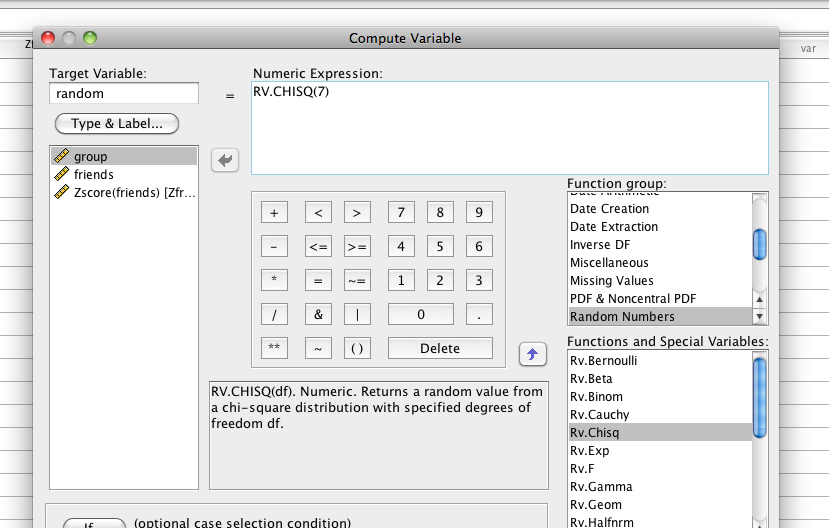 Compute Variable
Zf
var
Target Variable:
random
=
Numeric Expression:
RV.CHISQ(7)
Type & Label...
group
friends
Zscore(friends) [Zfr...
+ < > 7 8 9
- <= >= 4 5 6
* = ~= 1 2 3
/ & | 0 .
** ~ () Delete
Function group:
Date Arithmetic
Date Creation
Date Extraction
Inverse DF
Miscellaneous
Missing Values
PDF & Noncentral PDF
Random Numbers
Functions and Special Variables:
Rv.Bernoulli
Rv.Beta
Rv.Binom
Rv.Cauchy
Rv.Chisq
Rv.Exp
Rv.F
Rv.Gamma
Rv.Geom
Rv.Halfnrm
RV.CHISQ(df). Numeric. Returns a random value from
a chi-square distribution with specified degrees of
freedom df.
If...
(optional case selection condition)